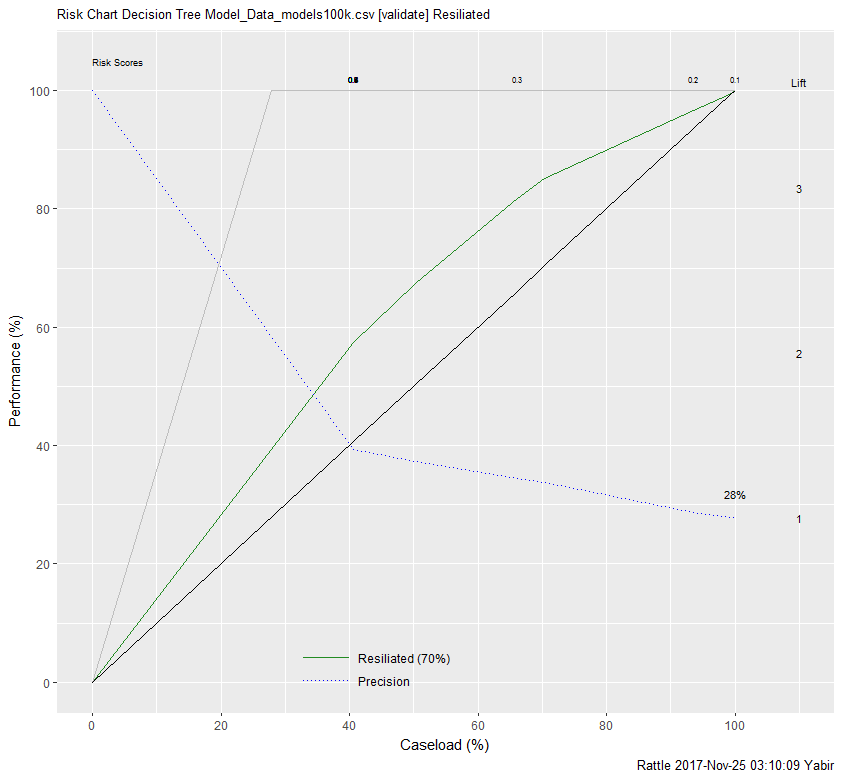 Risk Chart Decision Tree Model_Data_models100k.csv [validate] Resiliated
Risk Scores
0.3
0.2
0.1
Lift
100
80
60
40
20
0
3
2
28%
1
Performance (%)
Resiliated (70%)
Precision
0 20 40 60 80 100
Caseload (%)
Rattle 2017-Nov-25 03:10:09 Yabir